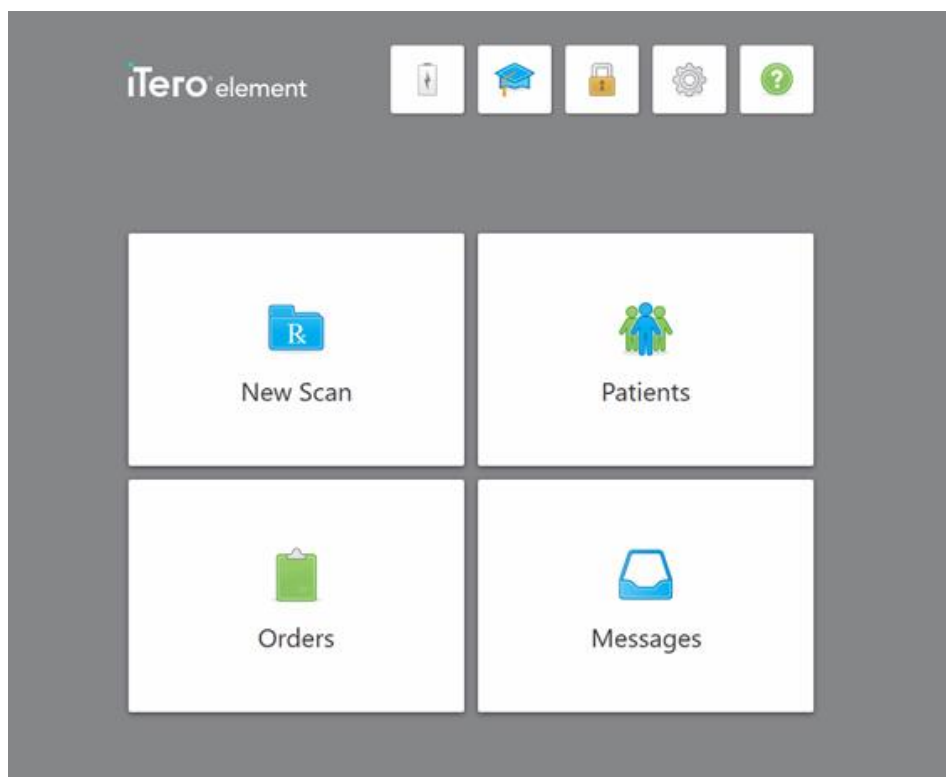 iTero® element
?
℞
New Scan
Patients
Orders
Messages